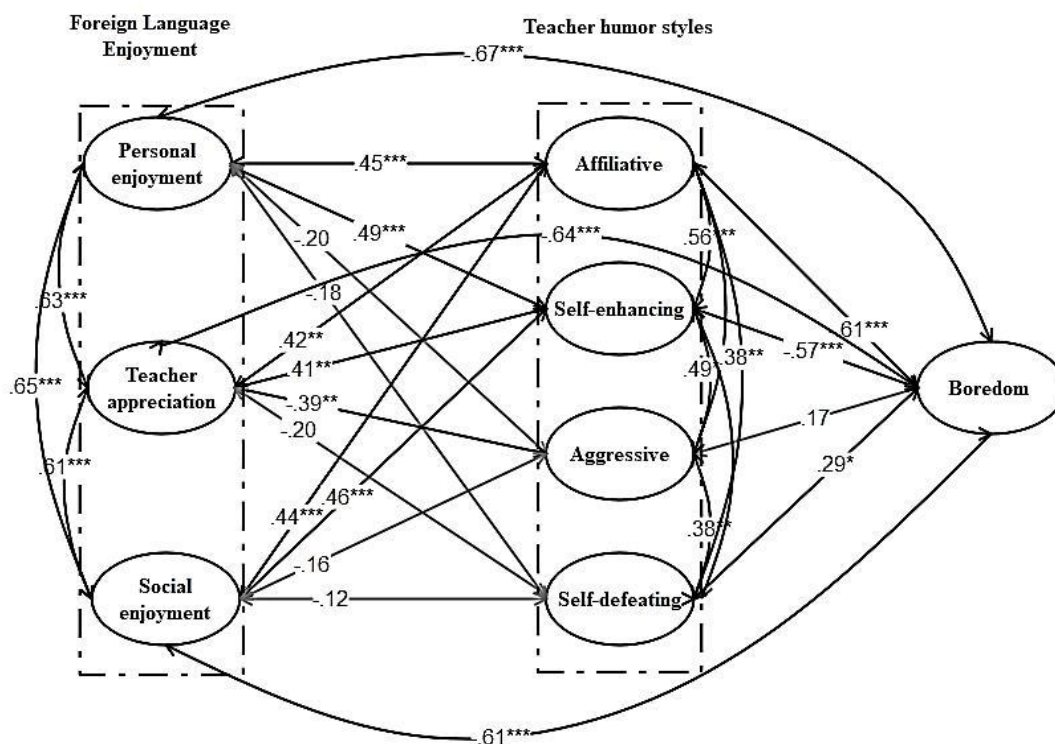 Foreign Language
Enjoyment
Teacher humor styles
-.67***
Personal
enjoyment
.45***
Affiliative
.49***
-.20
-.64***
.56***
-.18
Self-enhancing
.63***
.42**
.61***
.38**
-.57***
.41**
.49*
Teacher
appreciation
Boredom
.65***
-.39**
-.20
.17
.61***
Aggressive
.29*
.46***
.44***
.38**
-.16
Social
enjoyment
-.12
Self-defeating
-.61***